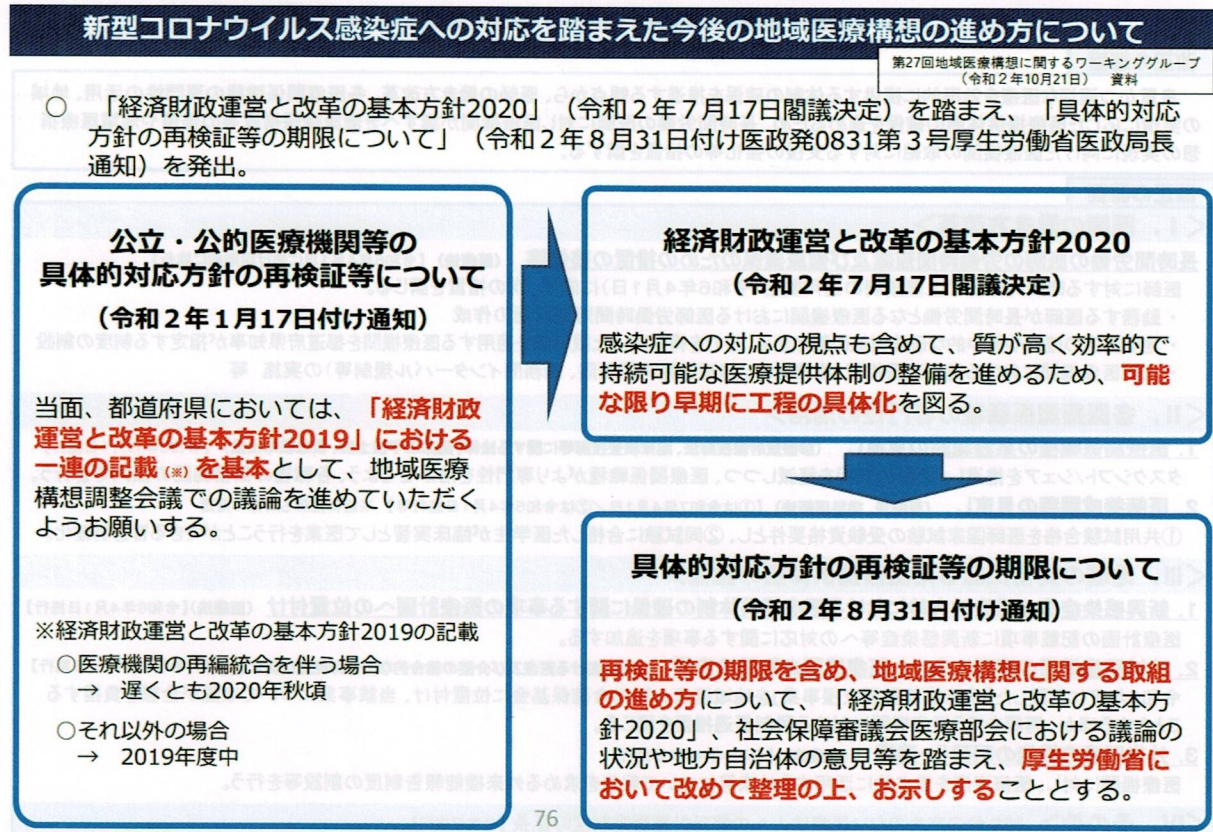 新型コロナウイルス感染症への対応を踏まえた今後の地域医療構想の進め方について
第27回地域医療構想に関するワーキンググループ
(令和2年10月21日) 資料
○ 「経済財政運営と改革の基本方針2020」(令和2年7月17日閣議決定)を踏まえ、「具体的対応
方針の再検証等の期限について」(令和2年8月31日付け医政発0831第3号厚生労働省医政局長
通知)を発出。
公立・公的医療機関等の
具体的対応方針の再検証等について
(令和2年1月17日付け通知)
当面、都道府県においては、「経済財政
運営と改革の基本方針2019」における
一連の記載(※)を基本として、地域医療
構想調整会議での議論を進めていただく
ようお願いする。
※経済財政運営と改革の基本方針2019の記載
○医療機関の再編統合を伴う場合
→ 遅くとも2020年秋頃
○それ以外の場合
→ 2019年度中
経済財政運営と改革の基本方針2020
(令和2年7月17日閣議決定)
感染症への対応の視点も含めて、質が高く効率的で
持続可能な医療提供体制の整備を進めるため、可能
な限り早期に工程の具体化を図る。
具体的対応方針の再検証等の期限について
(令和2年8月31日付け通知)
再検証等の期限を含め、地域医療構想に関する取組
の進め方について、「経済財政運営と改革の基本方
針2020」、社会保障審議会医療部会における議論の
状況や地方自治体の意見等を踏まえ、厚生労働省に
おいて改めて整理の上、お示しすることとする。
76